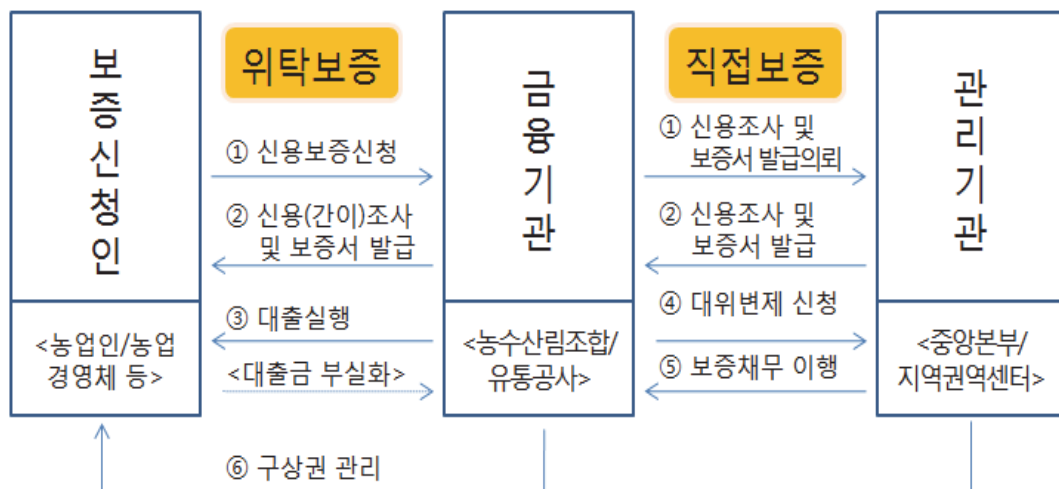 보증신청인
<농업인/농업
경영체 등>
위탁보증
① 신용보증신청
② 신용(간이)조사
및 보증서 발급
③ 대출실행
<대출금 부실화>
⑥ 구상권 관리
금융기관
<농수산림조합/
유통공사>
직접보증
① 신용조사 및
보증서 발급의뢰
② 신용조사 및
보증서 발급
④ 대위변제 신청
⑤ 보증채무 이행
관리기관
<중앙본부/
지역권역센터>